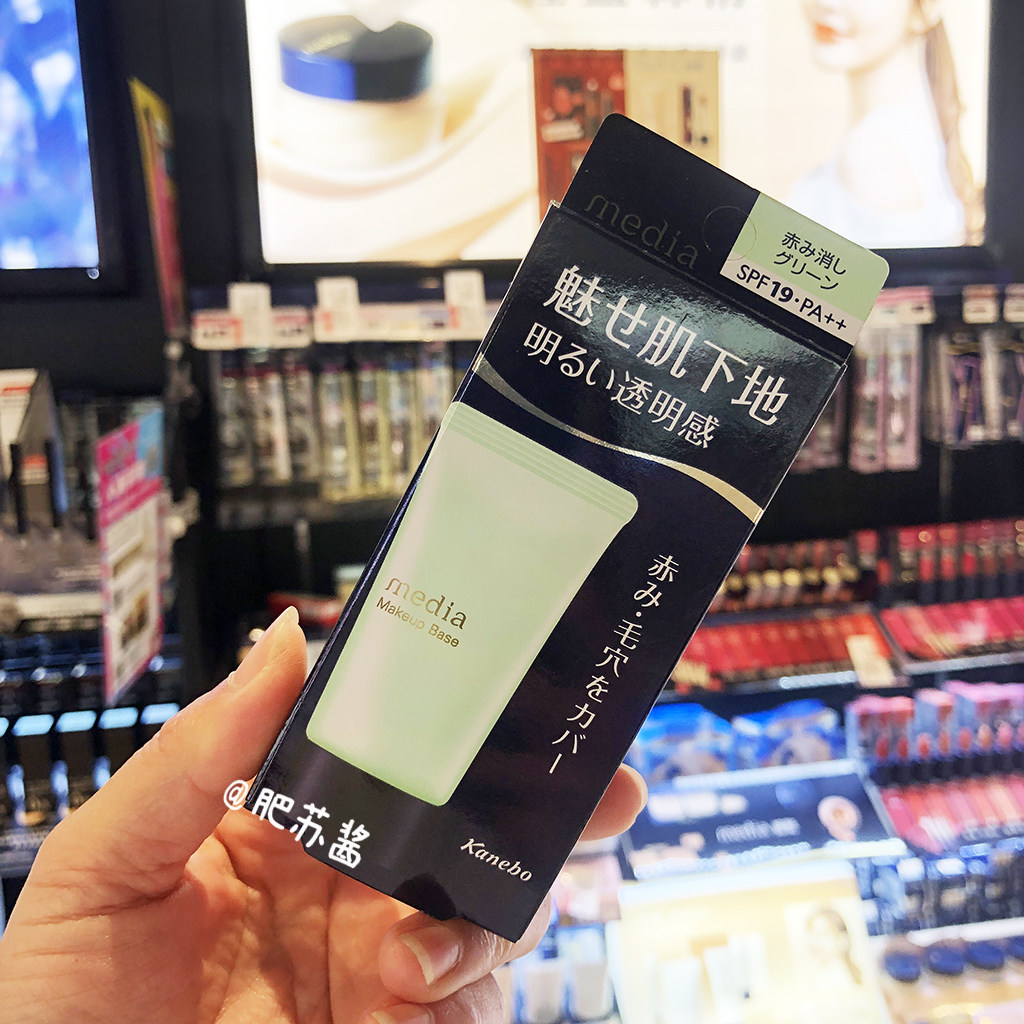 media
赤み消し
グリーン
SPF19・PA++
魅せ肌下地
明るい透明感
赤み・毛穴をカバー
media
Makeup Base
Kanebo
@肥苏酱
media